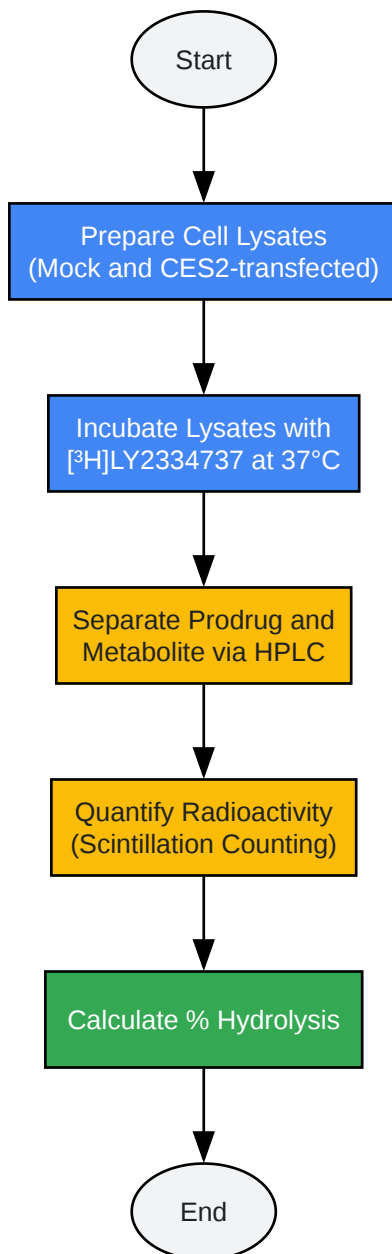 Start
Prepare Cell Lysates
(Mock and CES2-transfected)
Incubate Lysates with
[³H]LY2334737 at 37°C
Separate Prodrug and
Metabolite via HPLC
Quantify Radioactivity
(Scintillation Counting)
Calculate % Hydrolysis
End